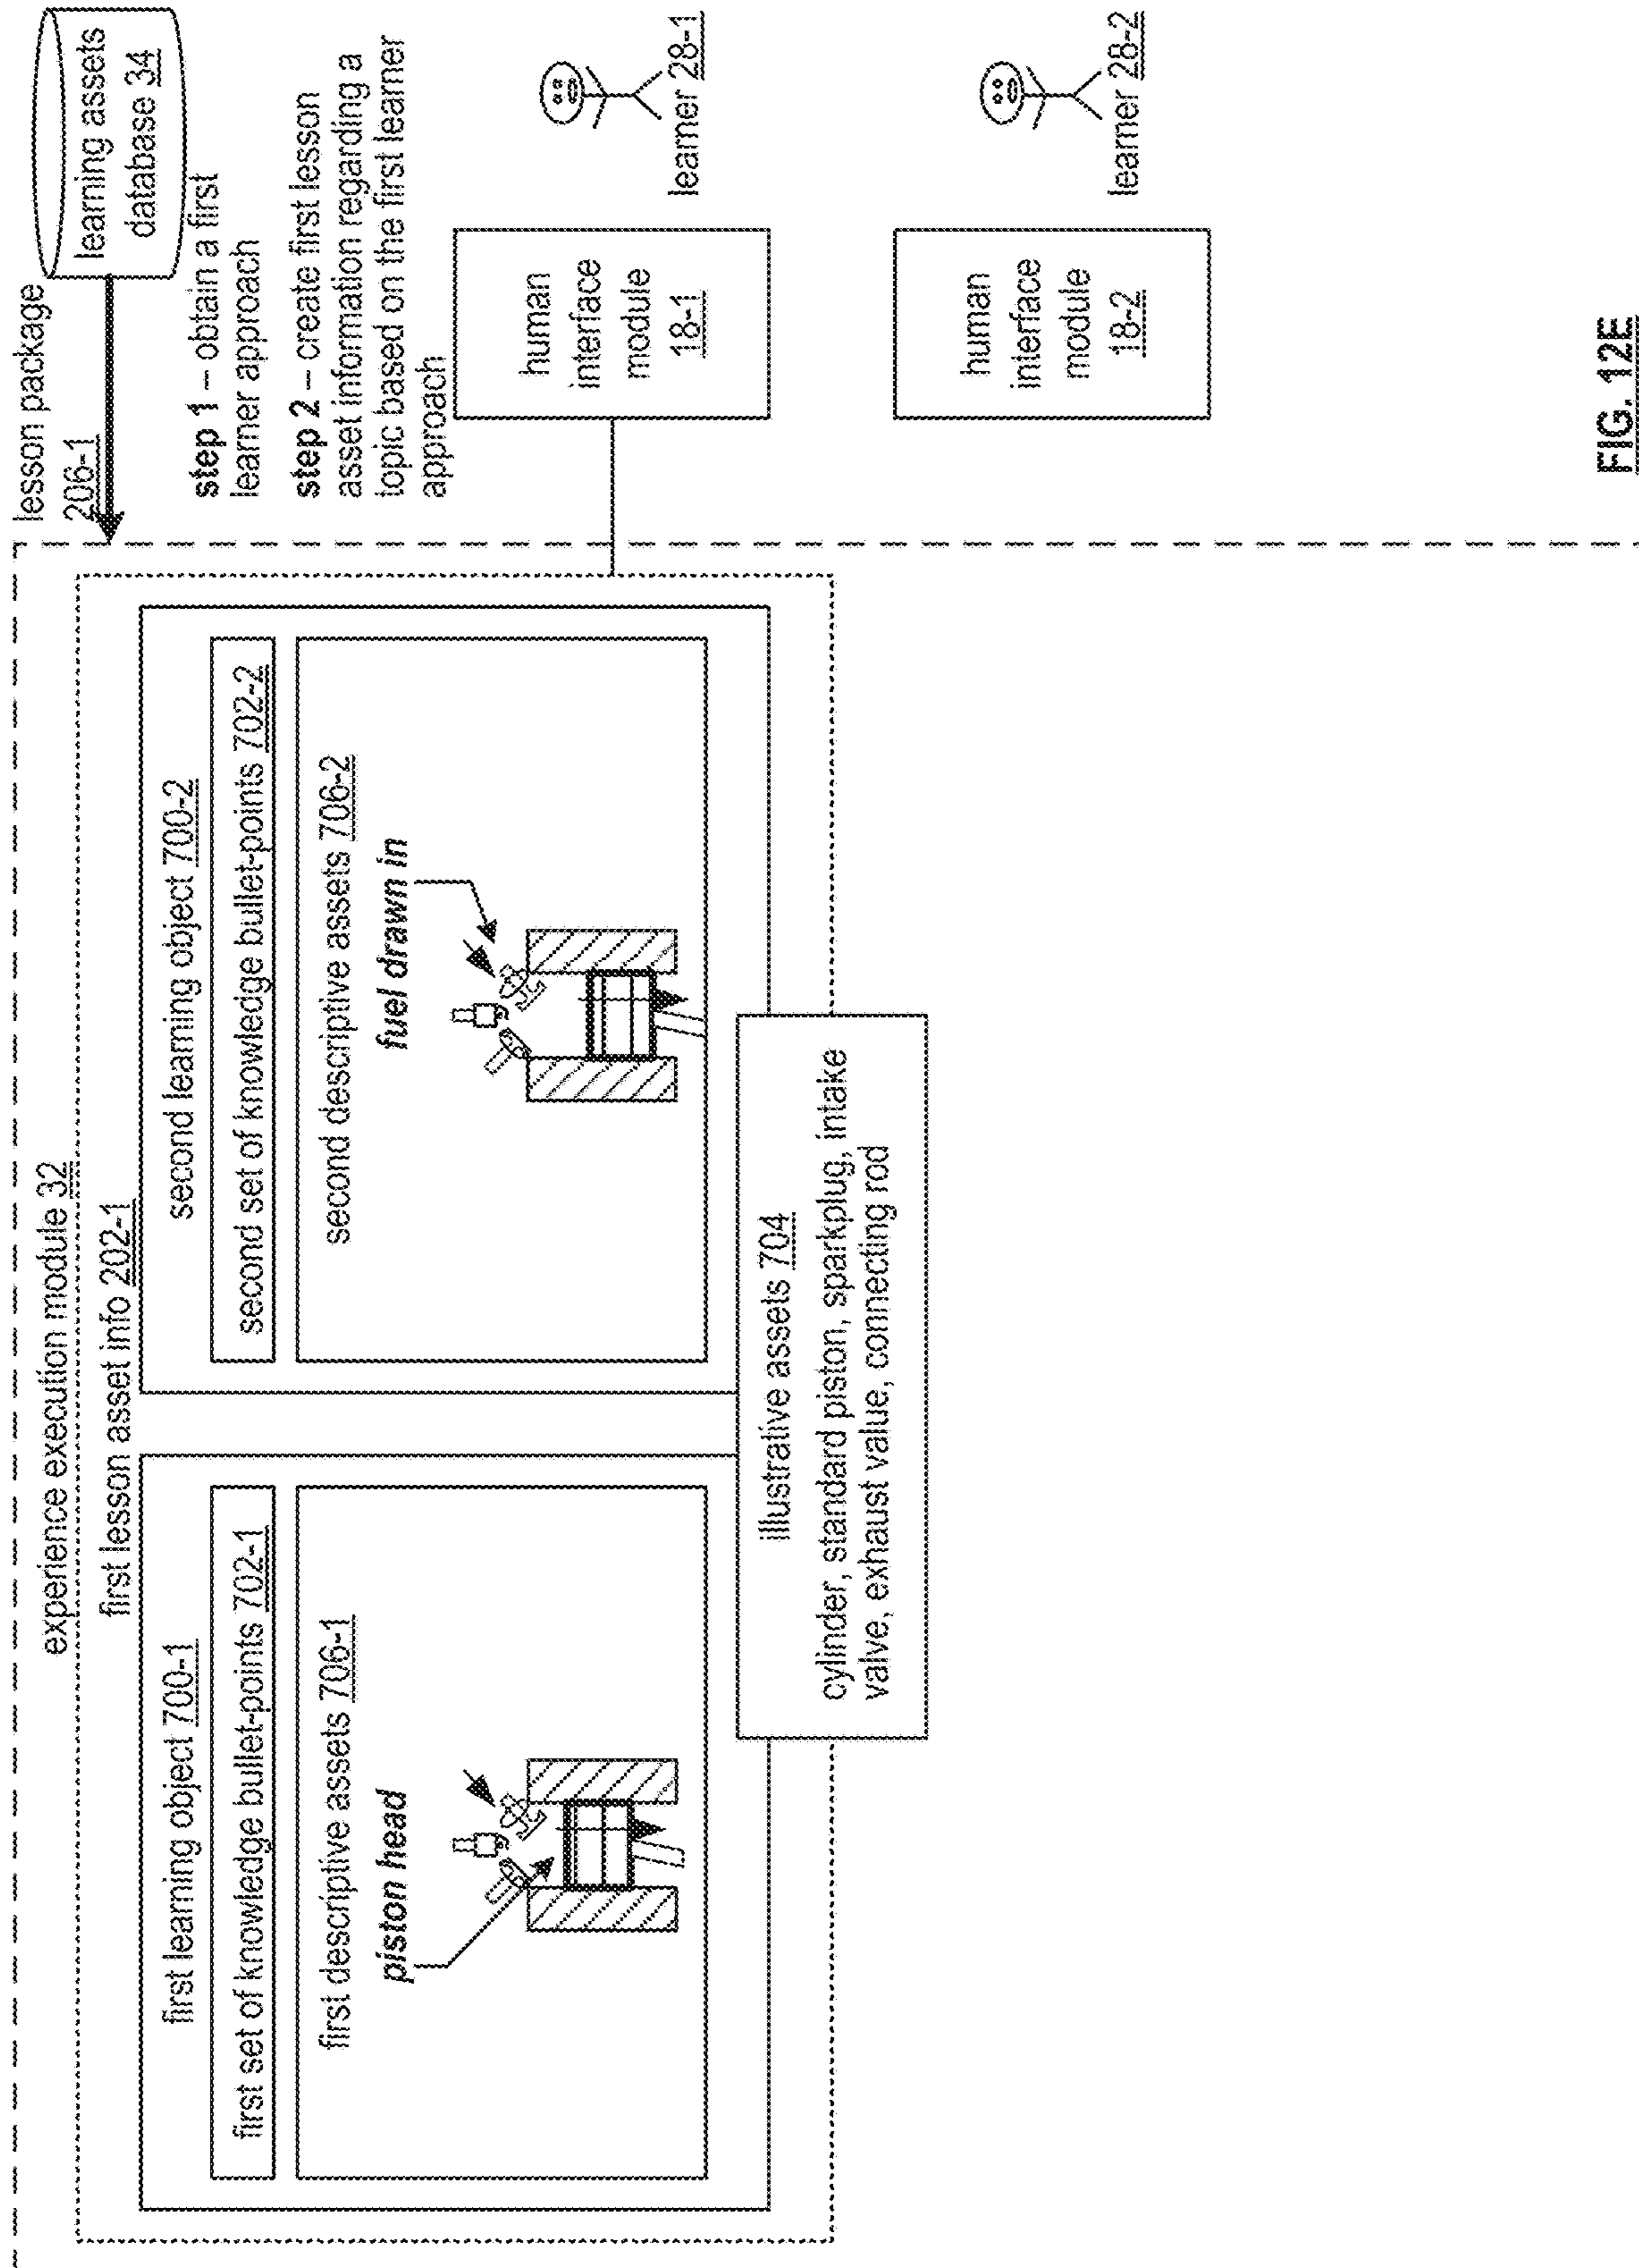 experience execution module 32
first lesson asset info 202-1
first learning object 700-1
first set of knowledge bullet-points 702-1
first descriptive assets 706-1
piston head
second learning object 700-2
second set of knowledge bullet-points 702-2
second descriptive assets 706-2
fuel drawn in
illustrative assets 704
cylinder, standard piston, sparkplug, intake
valve, exhaust value, connecting rod
lesson package
206-1
learning assets
database 34
step 1 – obtain a first
learner approach
step 2 – create first lesson
asset information regarding a
topic based on the first learner
approach
human
interface
module
18-1
learner 28-1
human
interface
module
18-2
learner 28-2
FIG. 12E